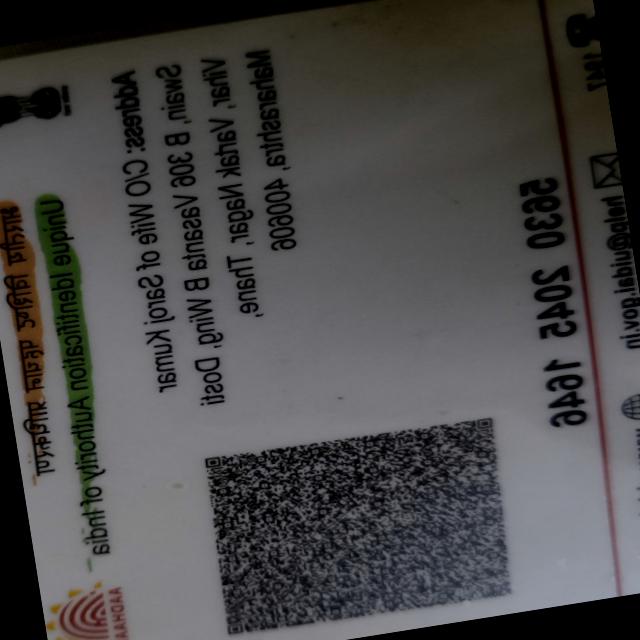 भारतीय विशिष्ट पहचान प्राधिकरण
Unique Identification Authority of India
AADHAAR
Address: C/O Wife of Saroj Kumar
Swain, B 306 Vasanta B Wing Dosti
Vihar, Vartak Nagar, Thane,
Maharashtra, 400606
5630 2045 1646
help@uidai.gov.in